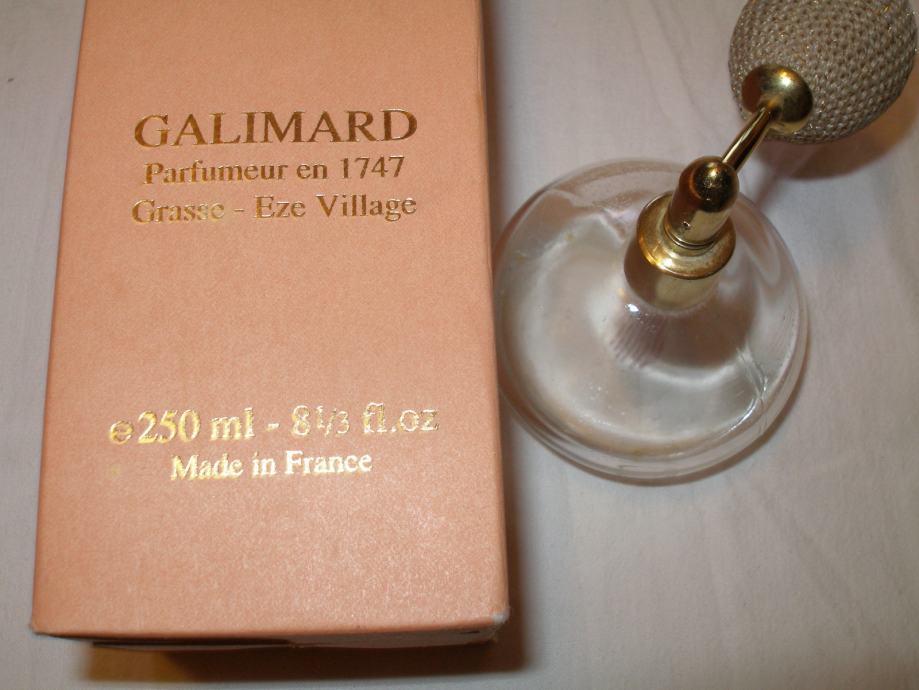 GALIMARD
Parfumeur en 1747
Grasse - Eze Village
℮ 250 ml - 8 1/3 fl.oz
Made in France